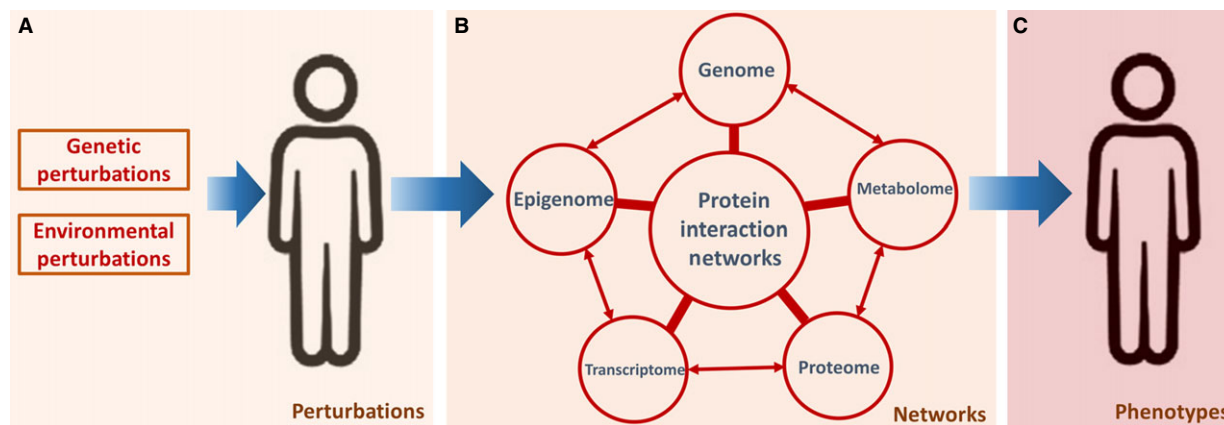 A
Genetic
perturbations
Environmental
perturbations
Perturbations
B
Genome
Epigenome
Metabolome
Protein
interaction
networks
Transcriptome
Proteome
Networks
C
Phenotypes